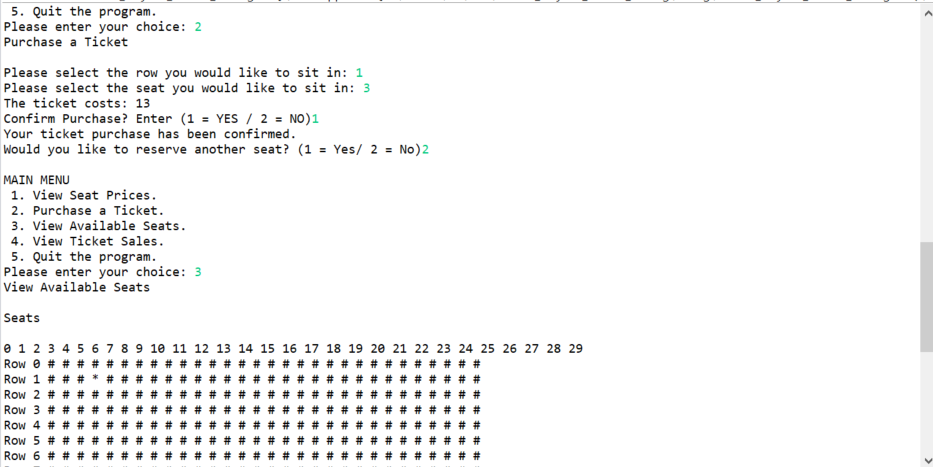 5. Quit the program.
Please enter your choice: 2
Purchase a Ticket
Please select the row you would like to sit in: 1
Please select the seat you would like to sit in: 3
The ticket costs: 13
Confirm Purchase? Enter (1 = YES / 2 = NO)1
Your ticket purchase has been confirmed.
Would you like to reserve another seat? (1 = Yes/ 2 = No)2
MAIN MENU
1. View Seat Prices.
2. Purchase a Ticket.
3. View Available Seats.
4. View Ticket Sales.
5. Quit the program.
Please enter your choice: 3
View Available Seats
Seats
0 1 2 3 4 5 6 7 8 9 10 11 12 13 14 15 16 17 18 19 20 21 22 23 24 25 26 27 28 29
Row 0 # # # # # # # # # # # # # # # # # # # # # # # # # # # # # #
Row 1 # # # * # # # # # # # # # # # # # # # # # # # # # # # # # #
Row 2 # # # # # # # # # # # # # # # # # # # # # # # # # # # # # #
Row 3 # # # # # # # # # # # # # # # # # # # # # # # # # # # # # #
Row 4 # # # # # # # # # # # # # # # # # # # # # # # # # # # # # #
Row 5 # # # # # # # # # # # # # # # # # # # # # # # # # # # # # #
Row 6 # # # # # # # # # # # # # # # # # # # # # # # # # # # # # #